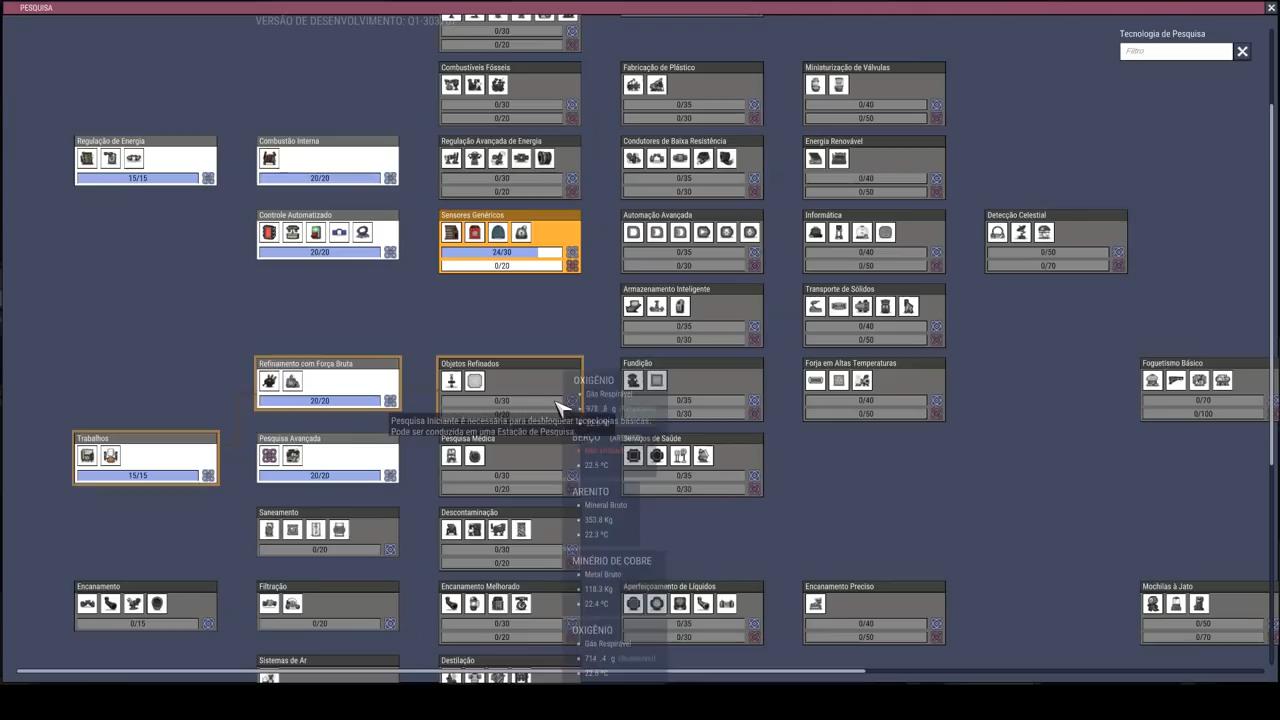 PESQUISA
VERSÃO DE DESENVOLVIMENTO: Q1-303
0/30
0/20
Tecnologia de Pesquisa
Filtro
Combustíveis Fósseis
0/30
0/20
Fabricação de Plástico
0/35
0/30
Miniaturização de Válvulas
0/40
0/50
Regulação de Energia
15/15
Combustão Interna
20/20
Regulação Avançada de Energia
0/30
0/20
Condutores de Baixa Resistência
0/35
0/30
Energia Renovável
0/40
0/50
Controle Automatizado
20/20
Sensores Genéricos
24/30
0/20
Automação Avançada
0/35
0/30
Informática
0/40
0/50
Detecção Celestial
0/50
0/70
Armazenamento Inteligente
0/35
0/30
Transporte de Sólidos
0/40
0/50
Refinamento com Força Bruta
20/20
Objetos Refinados
0/30
0/20
Fundição
0/35
0/30
Forja em Altas Temperaturas
0/40
0/50
Foguetismo Básico
0/70
0/100
Pesquisa Iniciante é necessária para desbloquear tecnologias básicas.
Pode ser conduzida em uma Estação de Pesquisa.
Trabalhos
15/15
Pesquisa Avançada
20/20
Pesquisa Médica
0/30
0/20
Serviços de Saúde
0/35
0/30
OXIGÊNIO
Gás Respirável
BERÇO
22.5 ºC
ARENITO
Mineral Bruto
353.8 Kg
22.3 ºC
MINÉRIO DE COBRE
Metal Bruto
118.3 Kg
22.4 ºC
OXIGÊNIO
Gás Respirável
22.6 ºC
Saneamento
0/20
Descontaminação
0/30
0/20
Encanamento
0/15
Filtração
0/20
Encanamento Melhorado
0/30
0/20
Aperfeiçoamento de Líquidos
0/35
0/30
Encanamento Preciso
0/40
0/50
Mochilas à Jato
0/50
0/70
Sistemas de Ar
Destilação